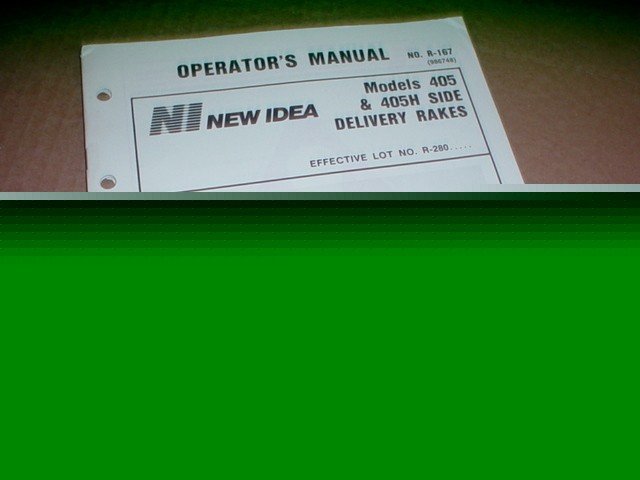 OPERATOR'S MANUAL NO. R-167
(986748)
NI NEW IDEA
Models 405
& 405H SIDE
DELIVERY RAKES
EFFECTIVE LOT NO. R-280.....